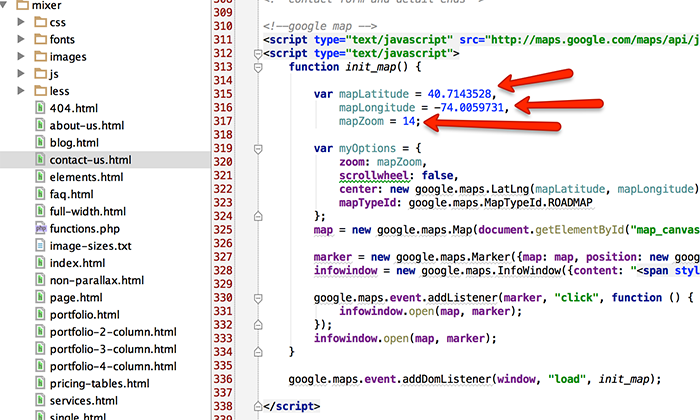 mixer
css
fonts
images
js
less
404.html
about-us.html
blog.html
contact-us.html
elements.html
faq.html
full-width.html
functions.php
image-sizes.txt
index.html
non-parallax.html
page.html
portfolio.html
portfolio-2-column.html
portfolio-3-column.html
portfolio-4-column.html
pricing-tables.html
services.html
single.html
308
309
310 <!--google map -->
311 <script type="text/javascript" src="http://maps.google.com/maps/api/j
312 <script type="text/javascript">
313 function init_map() {
314
315 var mapLatitude = 40.7143528,
316 mapLongitude = -74.0059731,
317 mapZoom = 14;
318
319 var myOptions = {
320 zoom: mapZoom,
321 scrollwheel: false,
322 center: new google.maps.LatLng(mapLatitude, mapLongitude)
323 mapTypeId: google.maps.MapTypeId.ROADMAP
324 };
325 map = new google.maps.Map(document.getElementById("map_canvas
326
327 marker = new google.maps.Marker({map: map, position: new goog
328 infowindow = new google.maps.InfoWindow({content: "<span styl
329
330 google.maps.event.addListener(marker, "click", function () {
331 infowindow.open(map, marker);
332 });
333 infowindow.open(map, marker);
334 }
335
336 google.maps.event.addDomListener(window, "load", init_map);
337
338 </script>